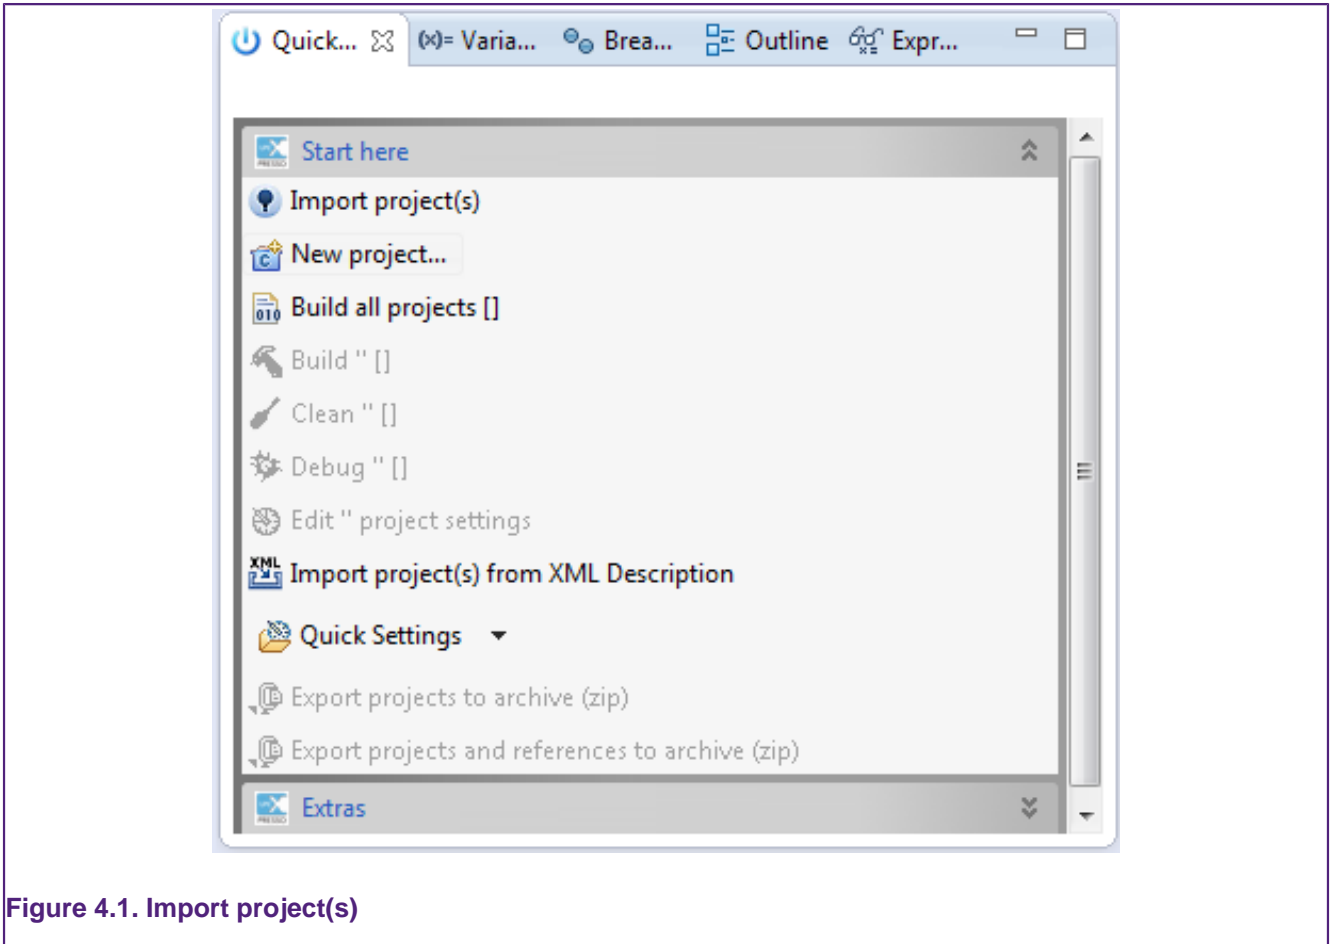 Quick... (x)= Varia... Brea... Outline Expr...
Start here
Import project(s)
New project...
Build all projects []
Build '' []
Clean '' []
Debug '' []
Edit '' project settings
Import project(s) from XML Description
Quick Settings
Export projects to archive (zip)
Export projects and references to archive (zip)
Extras
Figure 4.1. Import project(s)